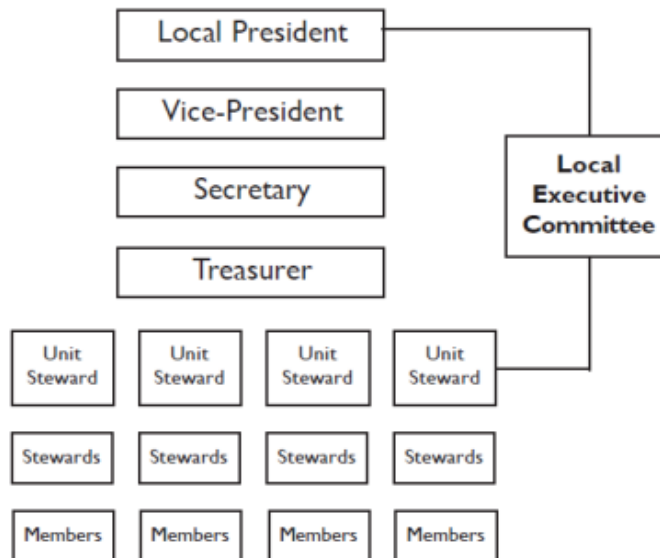 Local President
Vice-President
Secretary
Treasurer
Local
Executive
Committee
Unit
Steward
Unit
Steward
Unit
Steward
Unit
Steward
Stewards
Stewards
Stewards
Stewards
Members
Members
Members
Members